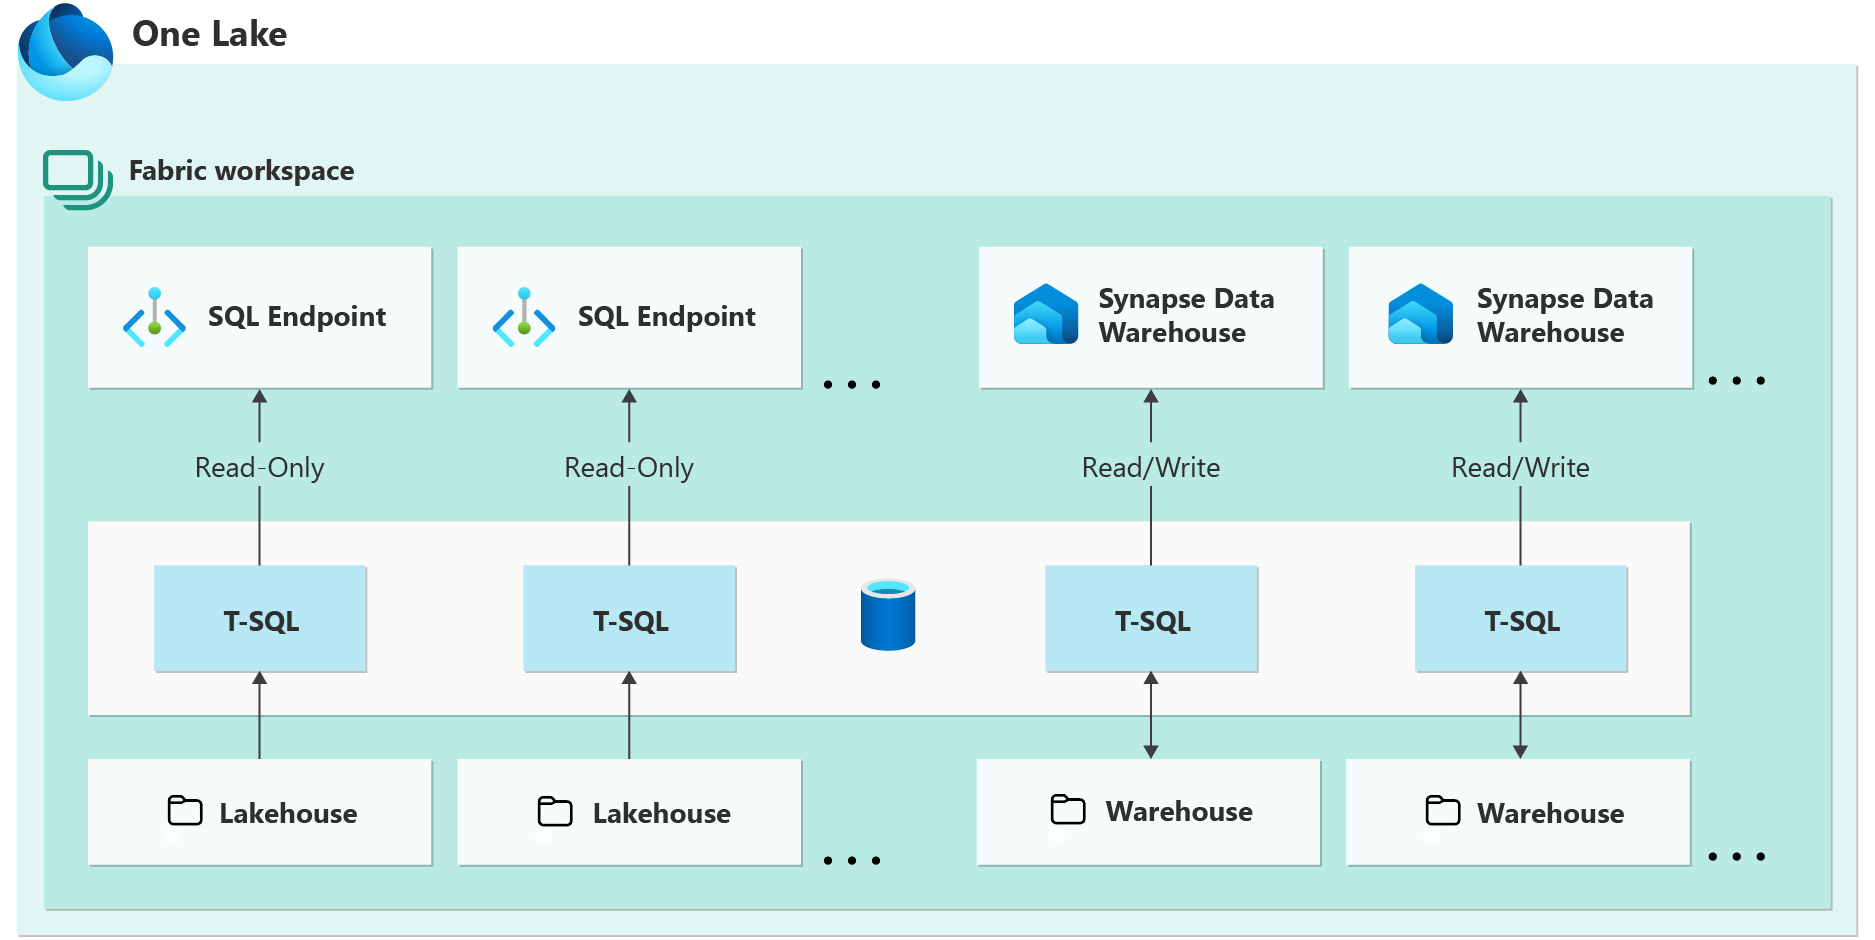 One Lake
Fabric workspace
SQL Endpoint
SQL Endpoint
...
Synapse Data
Warehouse
Synapse Data
Warehouse
...
Read-Only
Read-Only
Read/Write
Read/Write
T-SQL
T-SQL
T-SQL
T-SQL
Lakehouse
Lakehouse
...
Warehouse
Warehouse
...